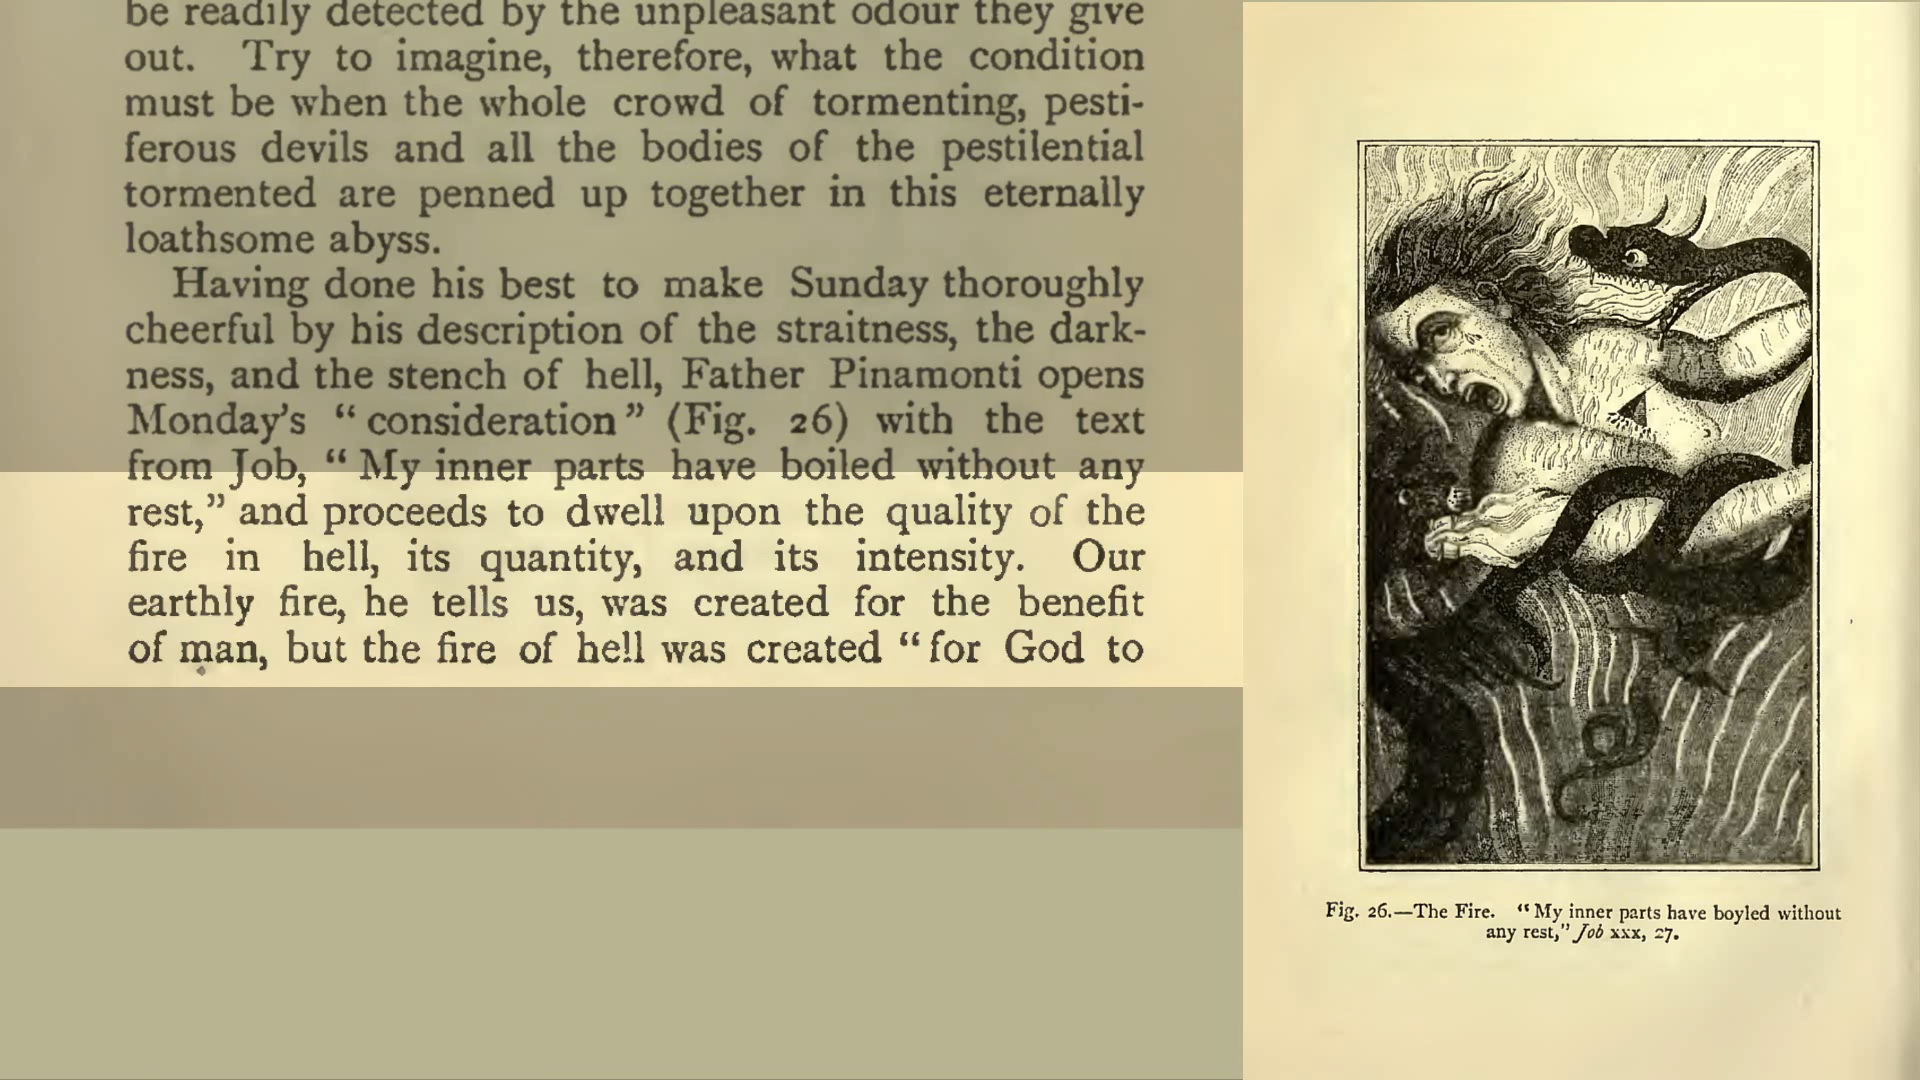 be readily detected by the unpleasant odour they give
out. Try to imagine, therefore, what the condition
must be when the whole crowd of tormenting, pesti-
ferous devils and all the bodies of the pestilential
tormented are penned up together in this eternally
loathsome abyss.
Having done his best to make Sunday thoroughly
cheerful by his description of the straitness, the dark-
ness, and the stench of hell, Father Pinamonti opens
Monday's “ consideration ” (Fig. 26) with the text
from Job, “ My inner parts have boiled without any
rest,” and proceeds to dwell upon the quality of the
fire in hell, its quantity, and its intensity. Our
earthly fire, he tells us, was created for the benefit
of man, but the fire of hell was created “ for God to
Fig. 26.—The Fire. “ My inner parts have boyled without
any rest,” Job xxx, 27.